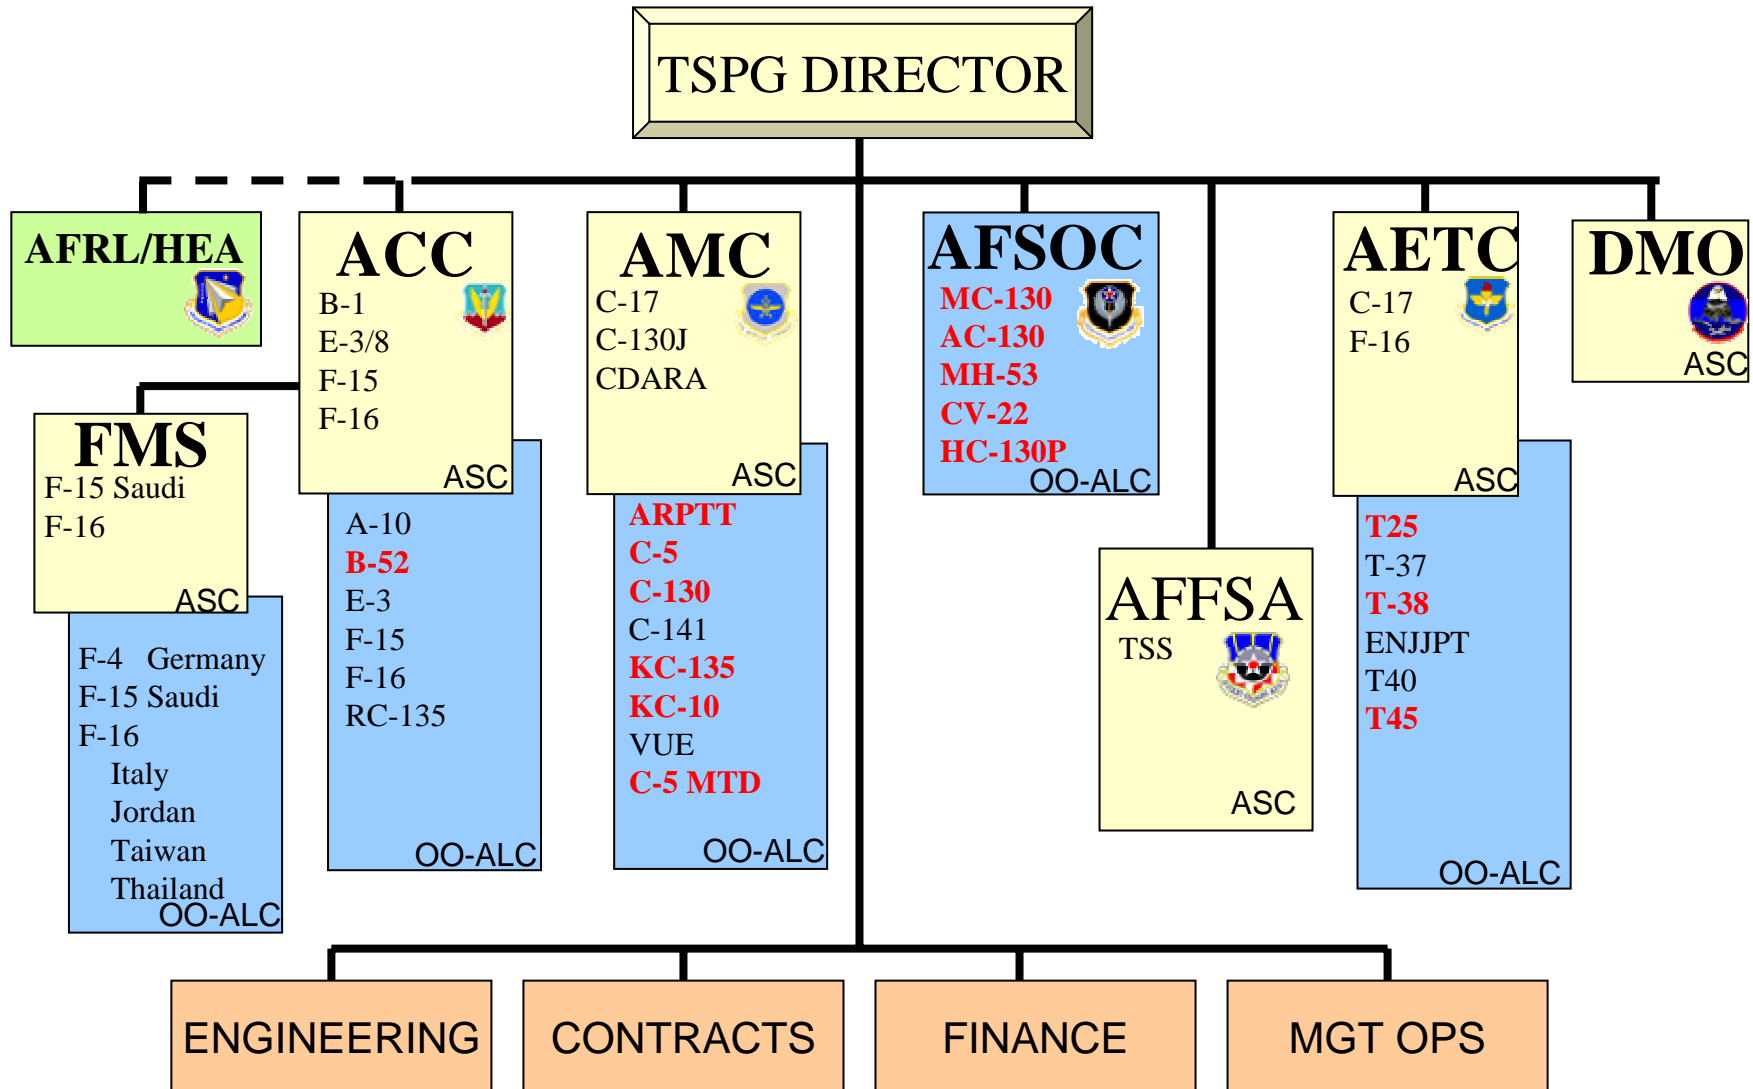 TSPG DIRECTOR
AFRL/HEA
ACC
B-1
E-3/8
F-15
F-16
ASC
A-10
B-52
E-3
F-15
F-16
RC-135
OO-ALC
FMS
F-15 Saudi
F-16
ASC
F-4 Germany
F-15 Saudi
F-16
Italy
Jordan
Taiwan
Thailand
OO-ALC
AMC
C-17
C-130J
CDARA
ASC
ARPTT
C-5
C-130
C-141
KC-135
KC-10
VUE
C-5 MTD
OO-ALC
AFSOC
MC-130
AC-130
MH-53
CV-22
HC-130P
OO-ALC
AFFSA
TSS
ASC
AETC
C-17
F-16
ASC
T25
T-37
T-38
ENJJPT
T40
T45
OO-ALC
DMO
ASC
ENGINEERING
CONTRACTS
FINANCE
MGT OPS